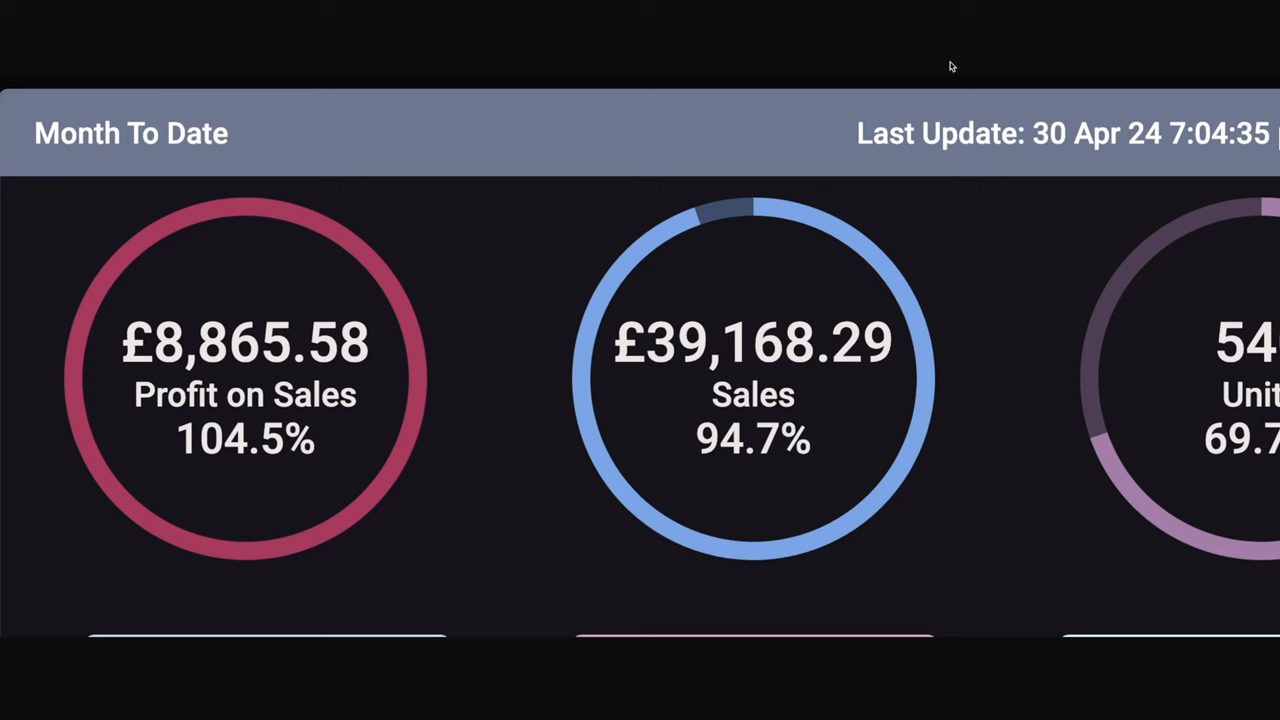 Month To Date
Last Update: 30 Apr 24 7:04:35
£8,865.58
Profit on Sales
104.5%
£39,168.29
Sales
94.7%